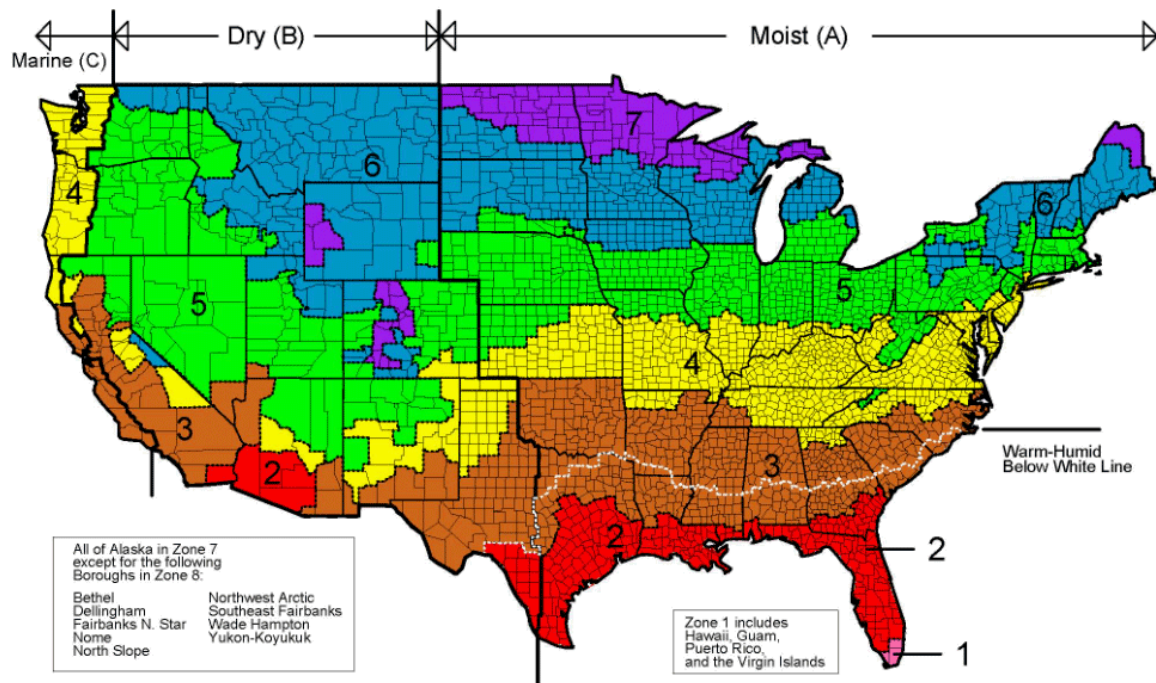 Marine (C)
Dry (B)
Moist (A)
7
6
4
6
5
5
4
3
3
2
2
2
1
Warm-Humid
Below White Line
All of Alaska in Zone 7
except for the following
Boroughs in Zone 8:
Bethel
Dellingham
Fairbanks N. Star
Nome
North Slope
Northwest Arctic
Southeast Fairbanks
Wade Hampton
Yukon-Koyukuk
Zone 1 includes
Hawaii, Guam,
Puerto Rico,
and the Virgin Islands